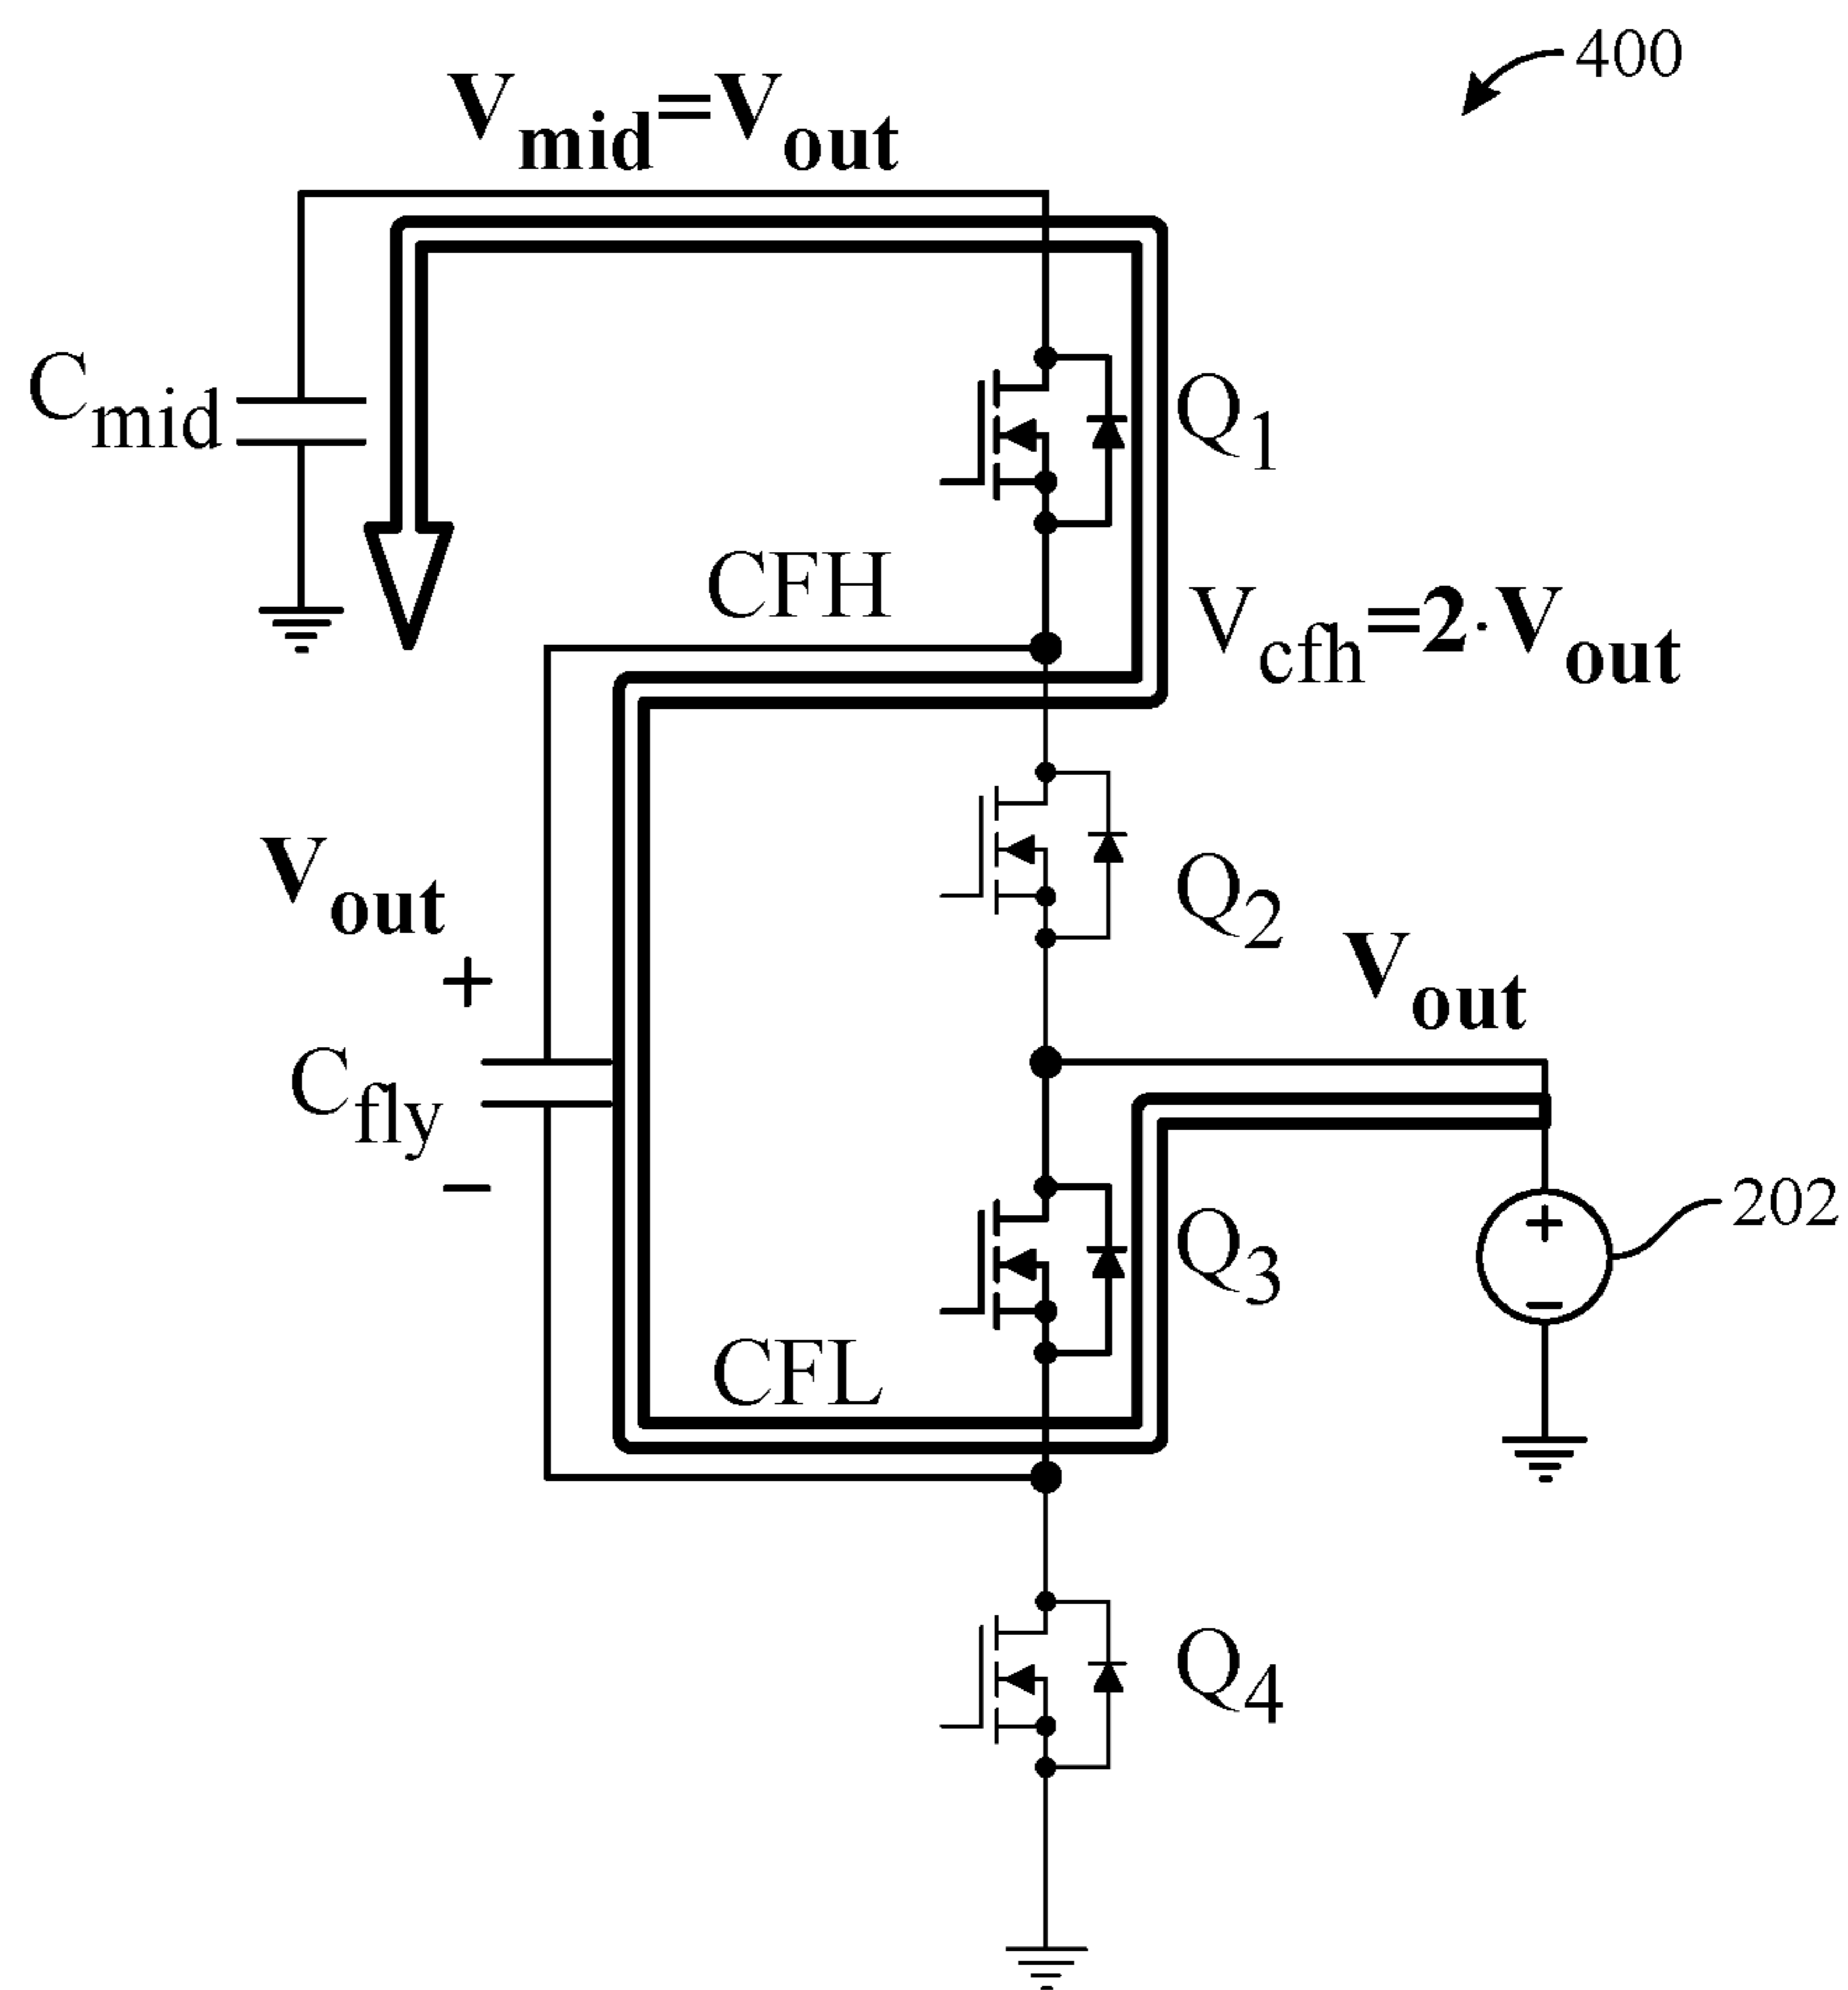 400
Vmid=Vout
Cmid
Q1
CFH
Vcfh=2·Vout
Vout
+
Cfly
−
Q2
Vout
Q3
202
+
−
CFL
Q4